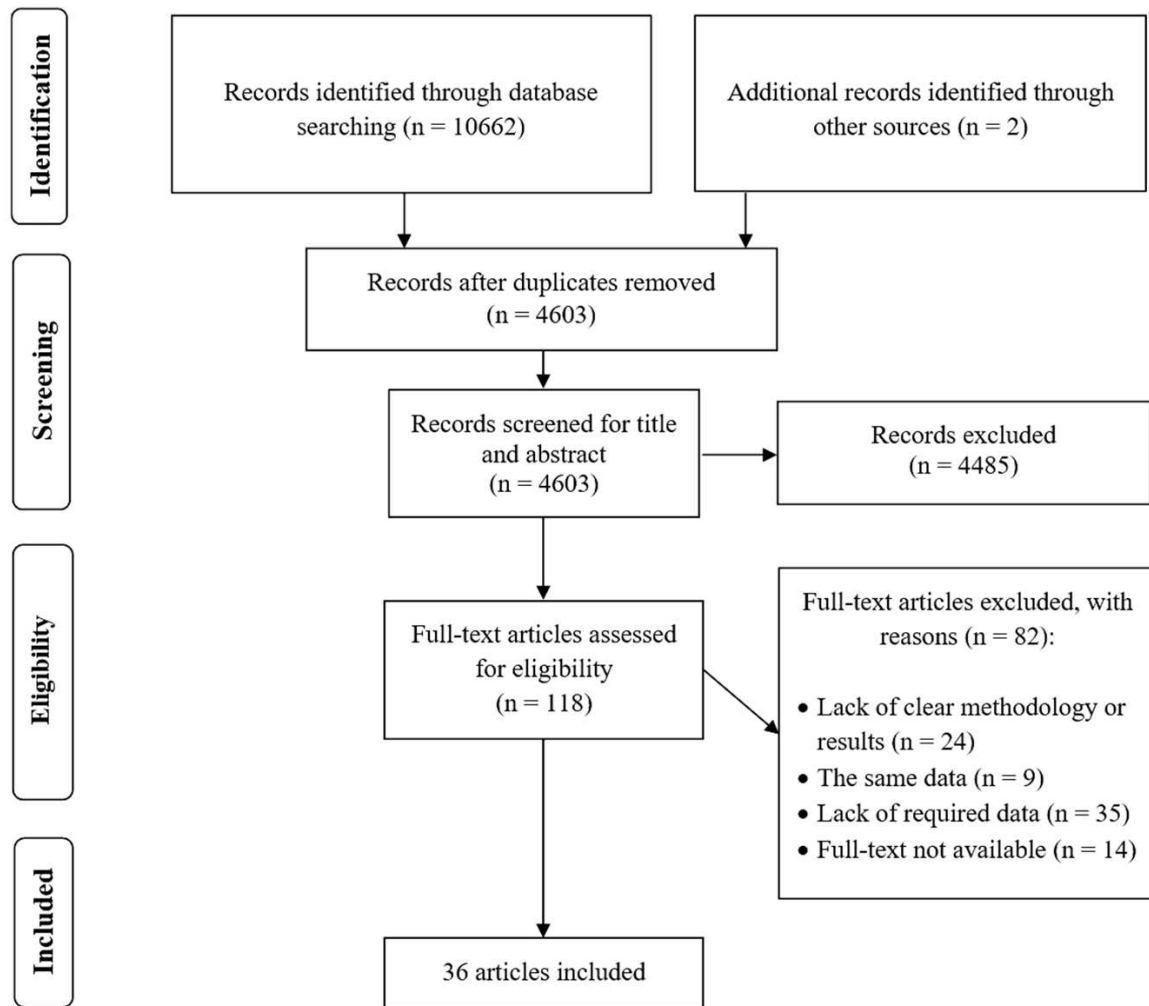 Identification
Records identified through database
searching (n = 10662)
Additional records identified through
other sources (n = 2)
Screening
Records after duplicates removed
(n = 4603)
Records screened for title
and abstract
(n = 4603)
Records excluded
(n = 4485)
Eligibility
Full-text articles assessed
for eligibility
(n = 118)
Full-text articles excluded, with
reasons (n = 82):
• Lack of clear methodology or
results (n = 24)
• The same data (n = 9)
• Lack of required data (n = 35)
• Full-text not available (n = 14)
Included
36 articles included